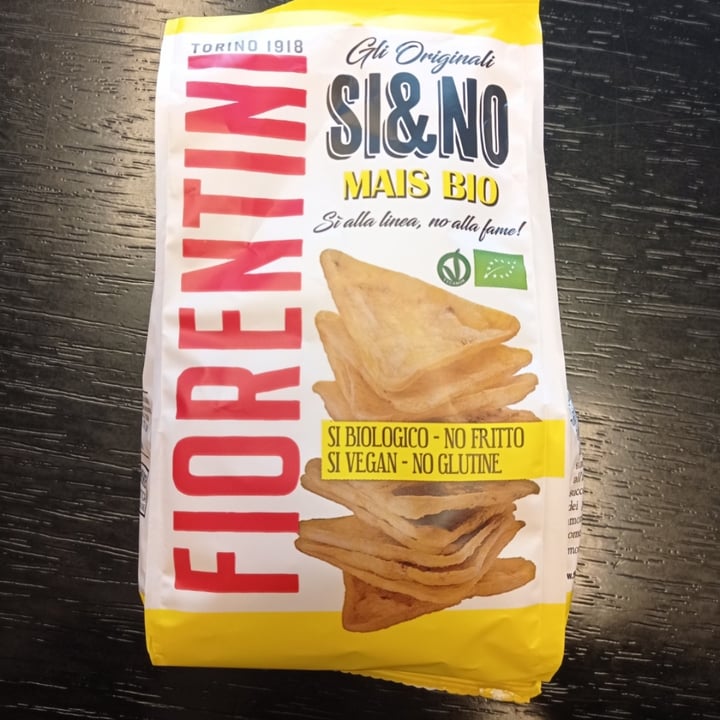 TORINO 1918
FIORENTINI
Gli Originali
SI&NO
MAIS BIO
Sì alla linea, no alla fame!
SI BIOLOGICO - NO FRITTO
SI VEGAN - NO GLUTINE